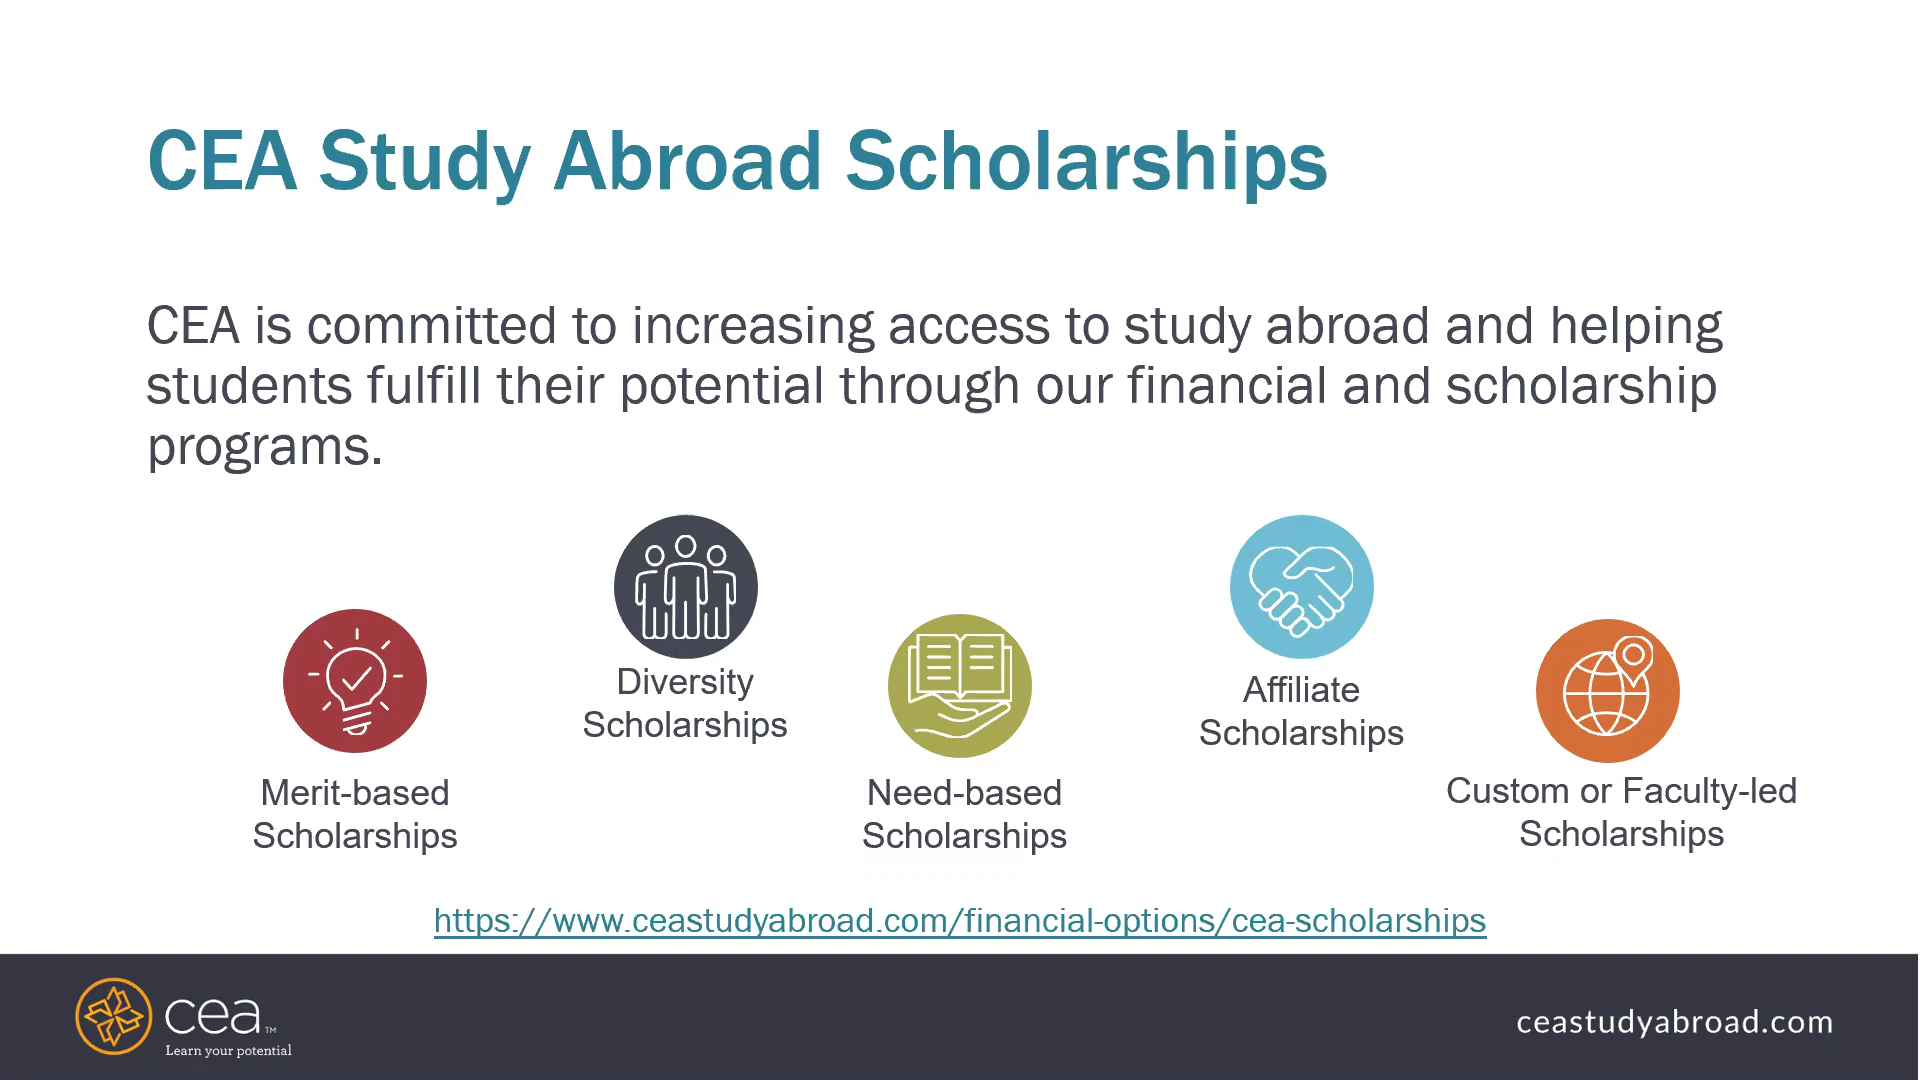 CEA Study Abroad Scholarships
CEA is committed to increasing access to study abroad and helping
students fulfill their potential through our financial and scholarship
programs.
Merit-based
Scholarships
Diversity
Scholarships
Need-based
Scholarships
Affiliate
Scholarships
Custom or Faculty-led
Scholarships
https://www.ceastudyabroad.com/financial-options/cea-scholarships
cea™
Learn your potential
ceastudyabroad.com